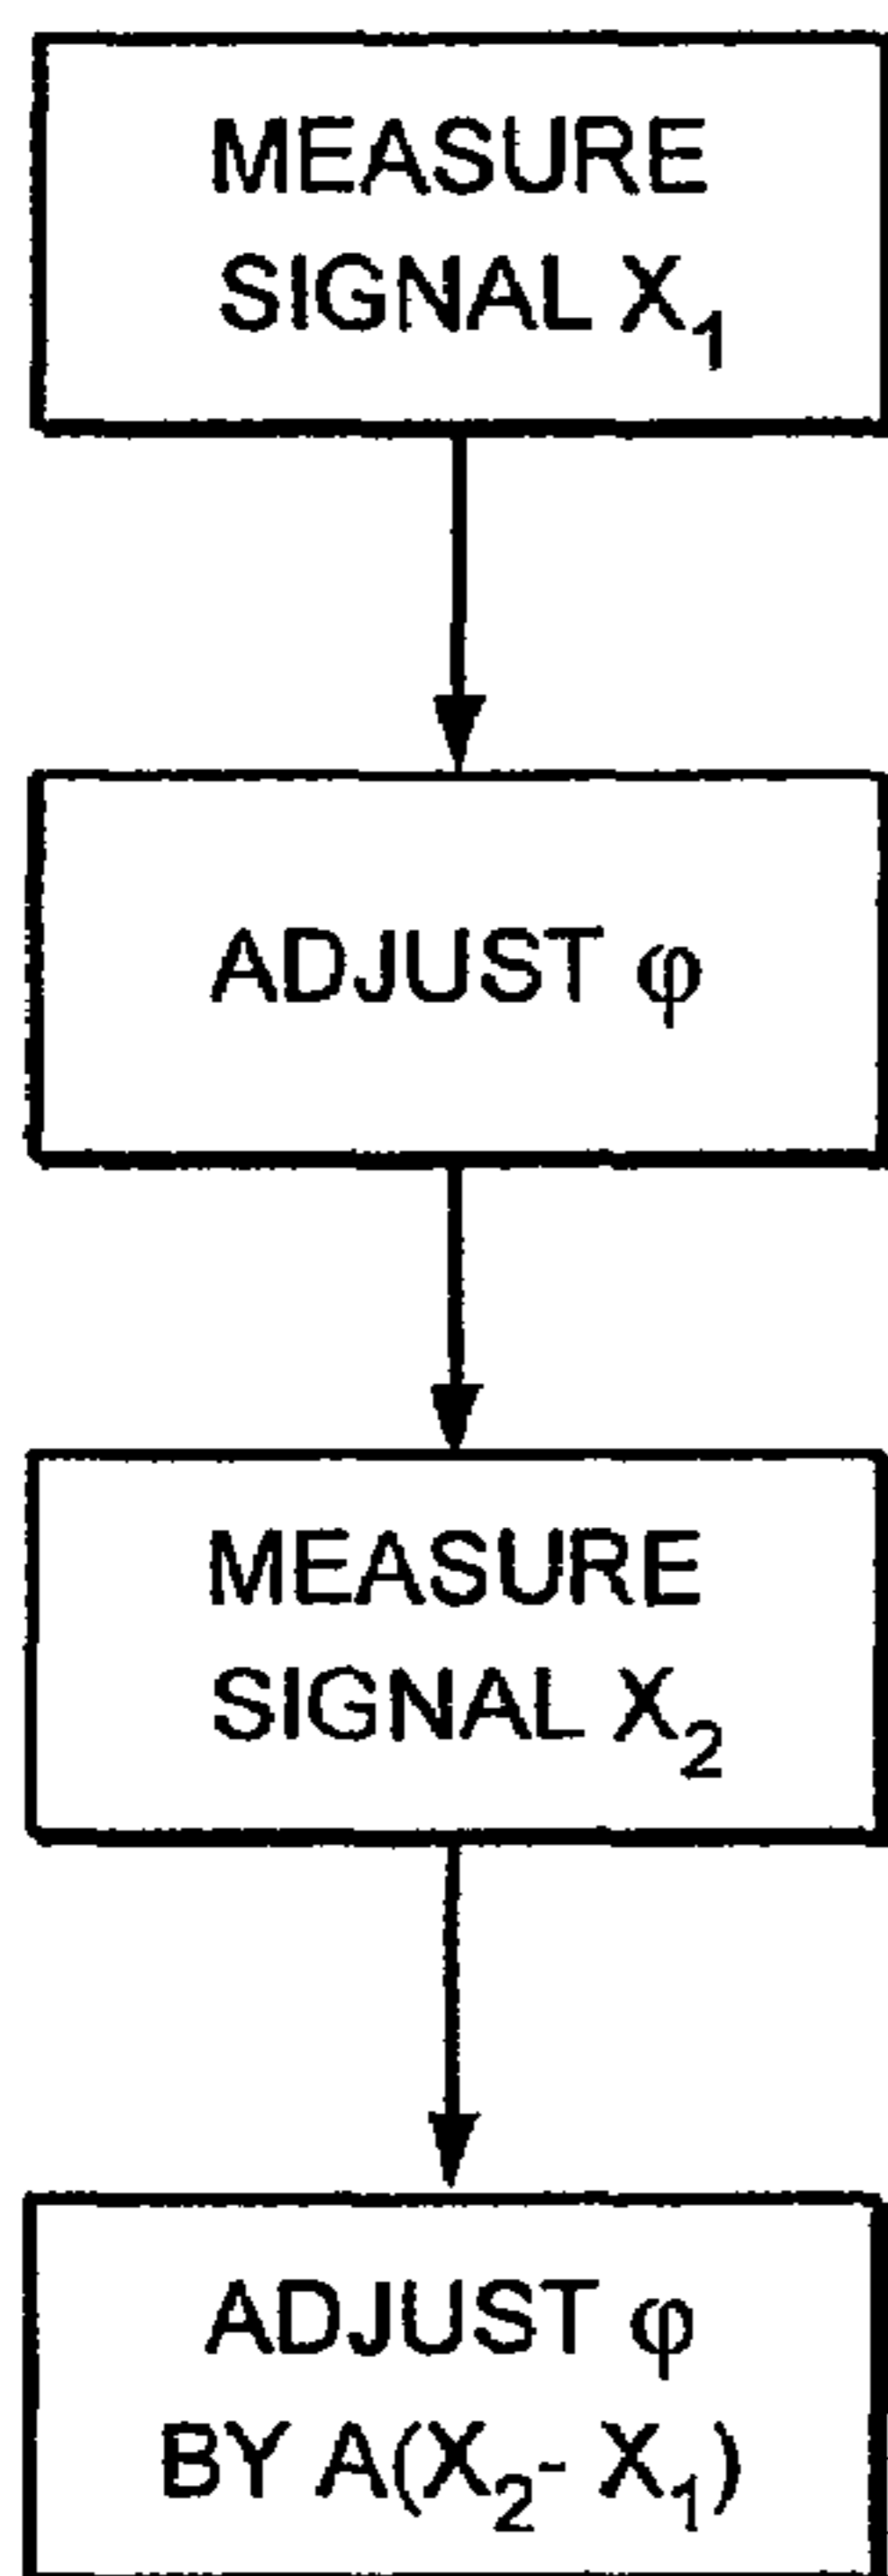 MEASURE
SIGNAL X₁
ADJUST φ
MEASURE
SIGNAL X₂
ADJUST φ
BY A(X₂- X₁)